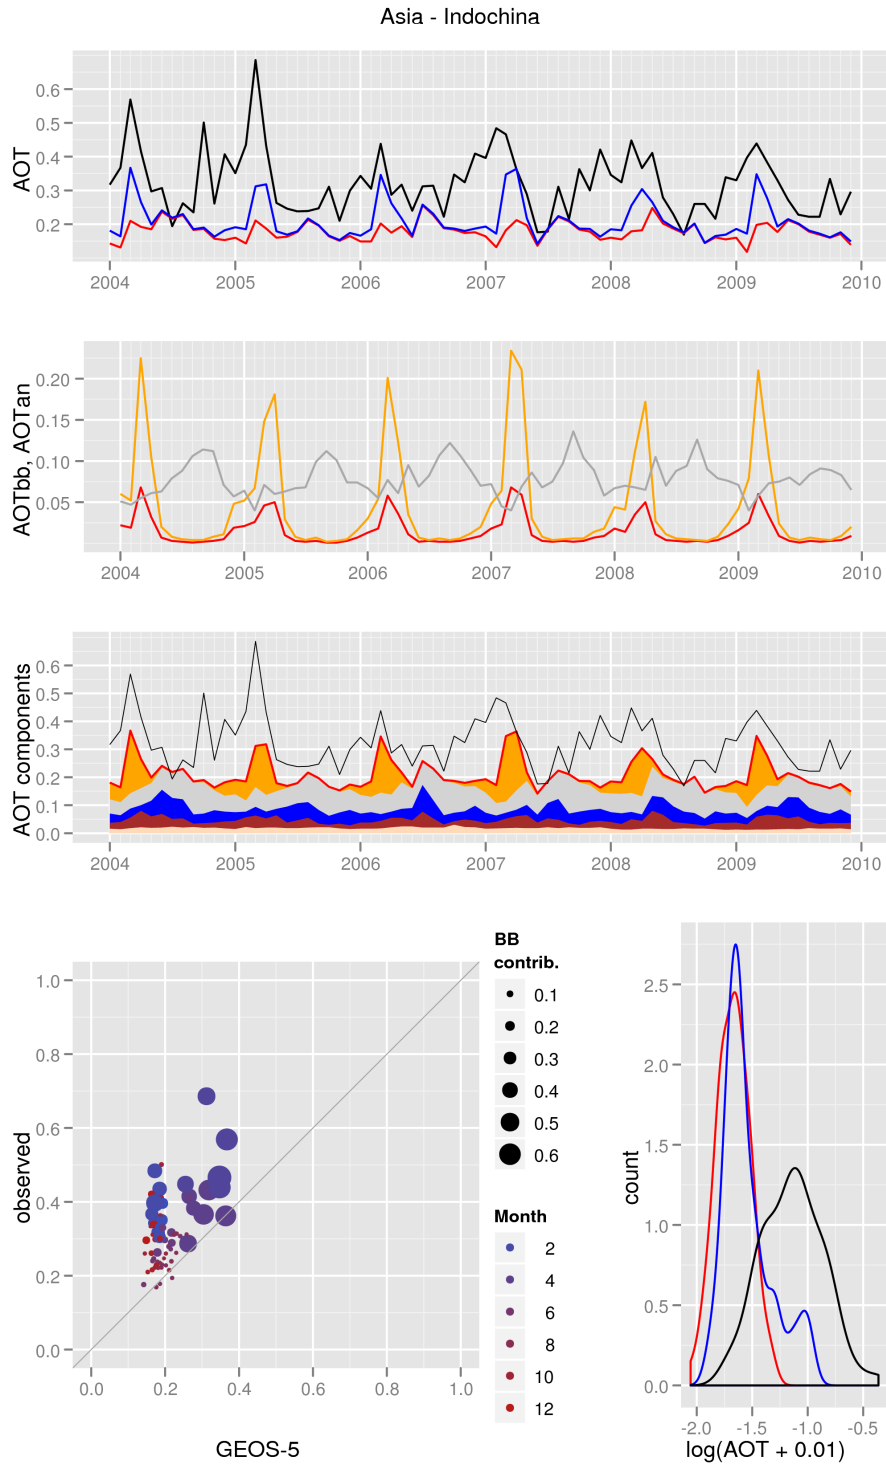 Asia - Indochina
AOT
0.6
0.5
0.4
0.3
0.2
2004 2005 2006 2007 2008 2009 2010
AOTbb, AOTan
0.20
0.15
0.10
0.05
2004 2005 2006 2007 2008 2009 2010
AOT components
0.6
0.5
0.4
0.3
0.2
0.1
0.0
2004 2005 2006 2007 2008 2009 2010
observed
1.0
0.8
0.6
0.4
0.2
0.0
0.0 0.2 0.4 0.6 0.8 1.0
GEOS-5
BB
contrib.
0.1
0.2
0.3
0.4
0.5
0.6
Month
2
4
6
8
10
12
count
2.5
2.0
1.5
1.0
0.5
0.0
-2.0 -1.5 -1.0 -0.5
log(AOT + 0.01)